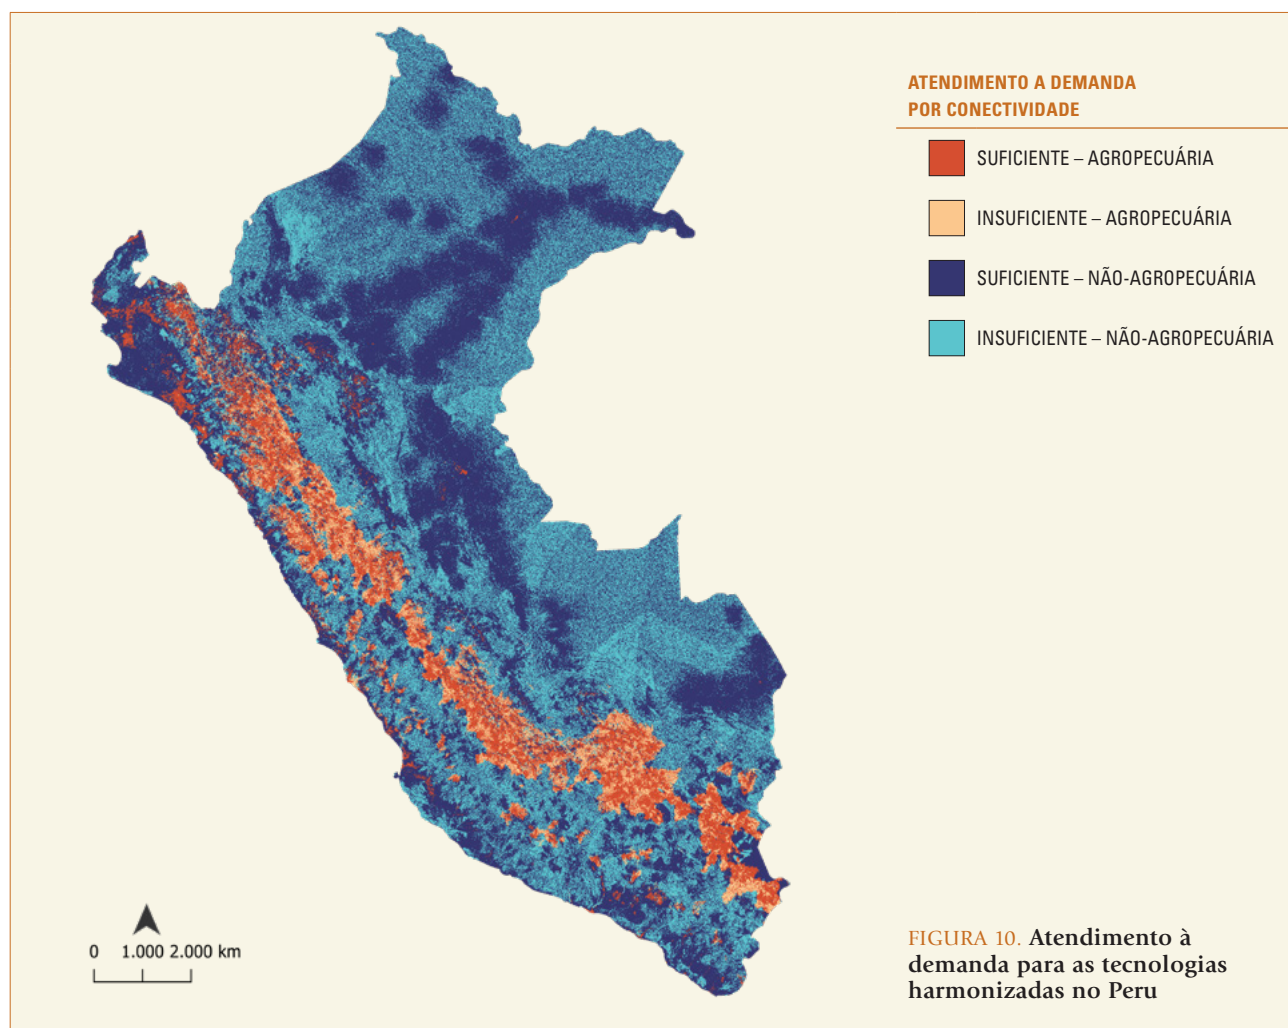 ATENDIMENTO A DEMANDA
POR CONECTIVIDADE
SUFICIENTE – AGROPECUÁRIA
INSUFICIENTE – AGROPECUÁRIA
SUFICIENTE – NÃO-AGROPECUÁRIA
INSUFICIENTE – NÃO-AGROPECUÁRIA
0 1.000 2.000 km
FIGURA 10. Atendimento à
demanda para as tecnologias
harmonizadas no Peru